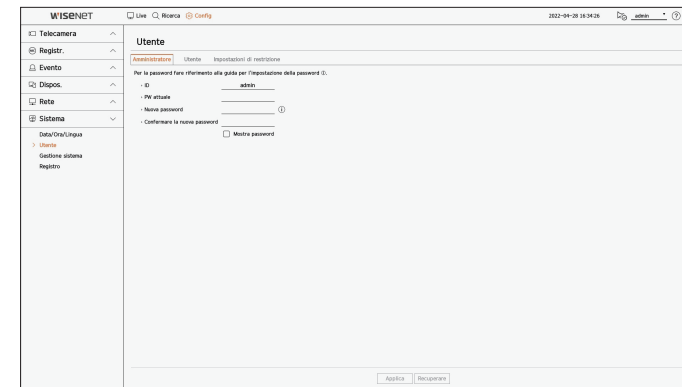 WISENET
Live Ricerca Config 2022-04-28 16:34:26 admin
Telecamera
Registr.
Evento
Dispos.
Rete
Sistema
Data/Ora/Lingua
> Utente
Gestione sistema
Registro
Utente
Amministratore Utente Impostazioni di restrizione
Per la password fare riferimento alla guida per l'impostazione della password ⓘ.
· ID admin
· PW attuale
· Nuova password ⓘ
· Confermare la nuova password
Mostra password
Applica Recuperare